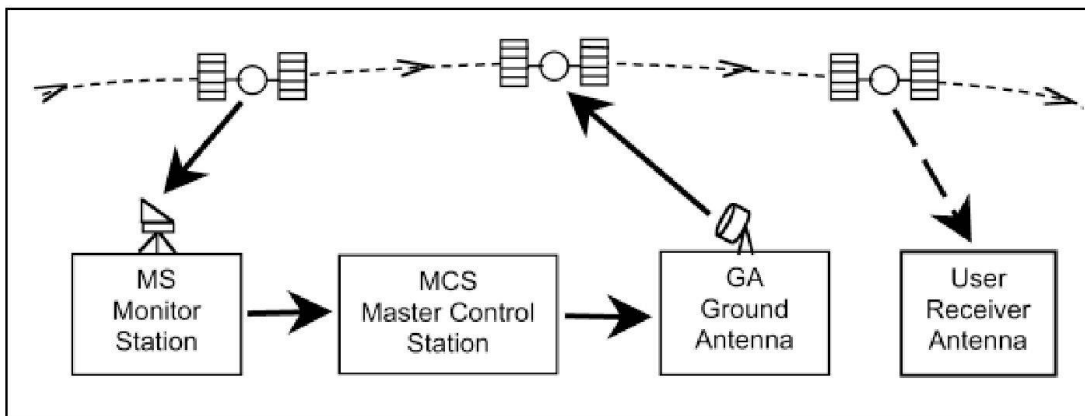 MS
Monitor
Station
MCS
Master Control
Station
GA
Ground
Antenna
User
Receiver
Antenna